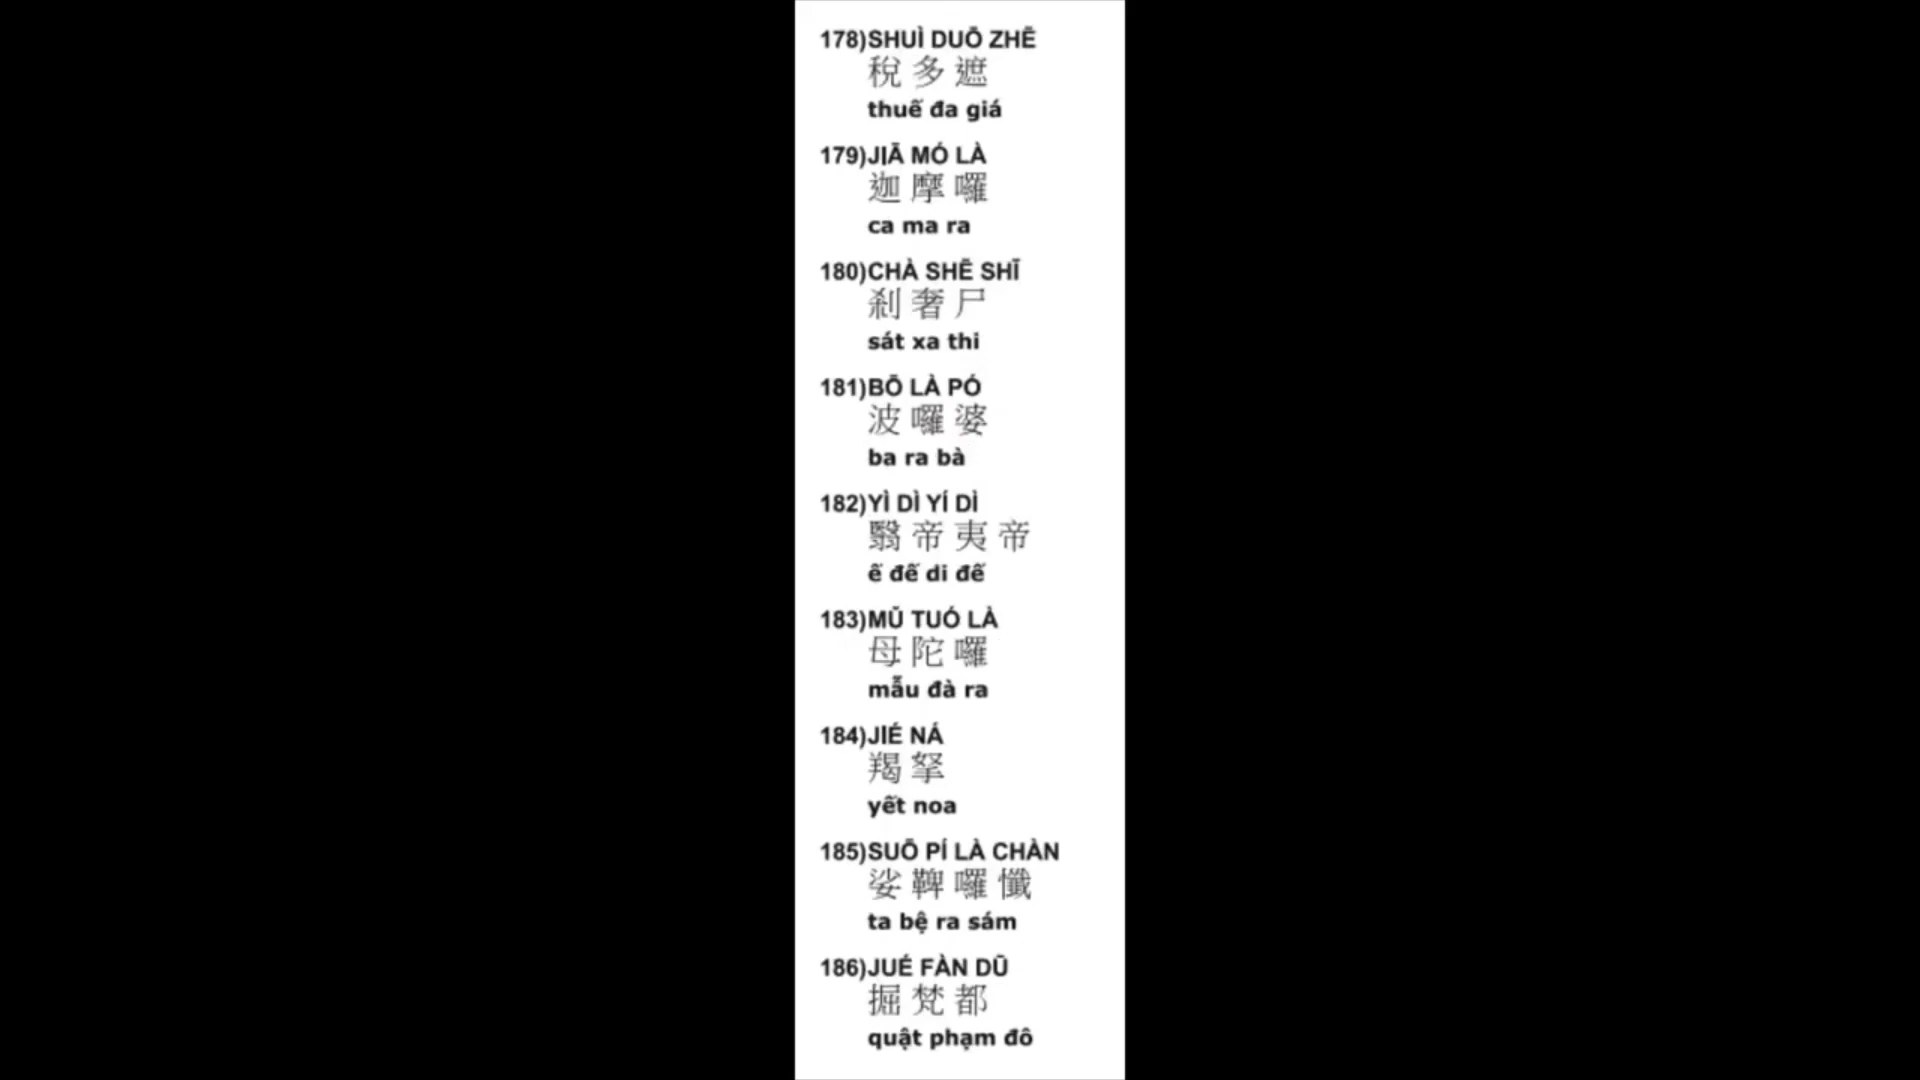 178)SHUÌ DUŌ ZHĒ
稅 多 遮
thuế đa giá
179)JIĀ MÓ LÀ
迦 摩 囉
ca ma ra
180)CHÀ SHĒ SHĪ
剎 奢 尸
sát xa thi
181)BŌ LÀ PÓ
波 囉 婆
ba ra bà
182)YÌ DÌ YÍ DÌ
翳 帝 夷 帝
ế đế di đế
183)MǓ TUÓ LÀ
母 陀 囉
mẫu đà ra
184)JIÉ NÁ
羯 拏
yết noa
185)SUŌ PÍ LÀ CHÀN
娑 鞞 囉 懺
ta bệ ra sám
186)JUÉ FÀN DŪ
掘 梵 都
quật phạm đô